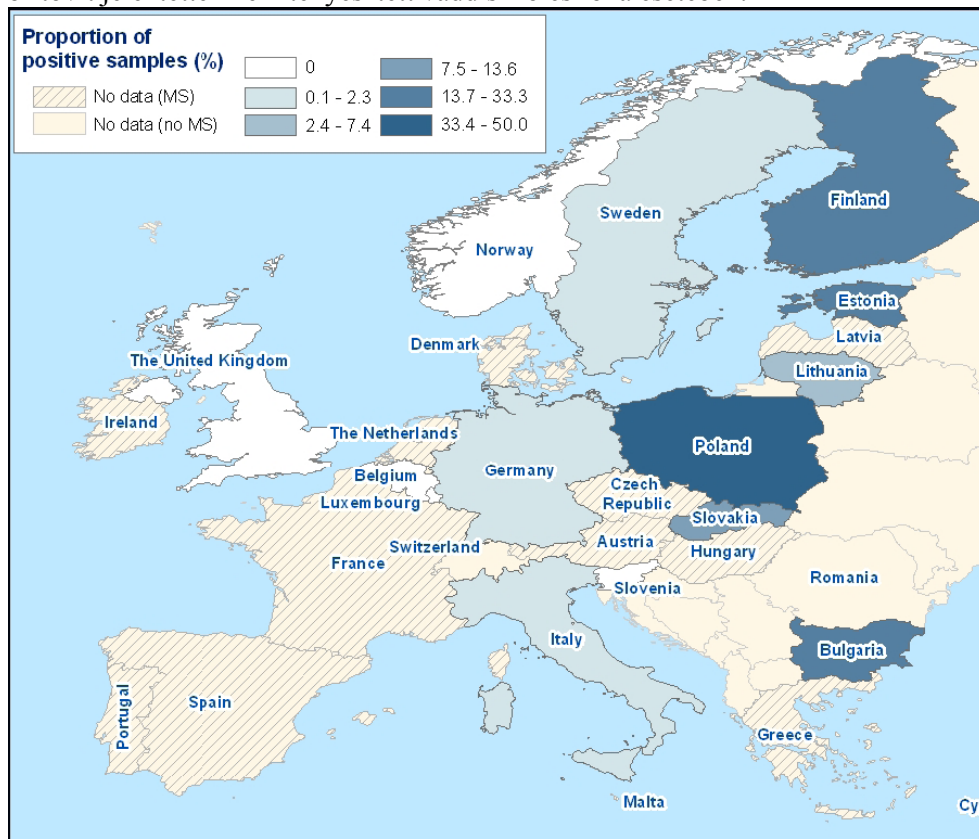 Proportion of
positive samples (%)
No data (MS)
No data (no MS)
0
0.1 - 2.3
2.4 - 7.4
7.5 - 13.6
13.7 - 33.3
33.4 - 50.0
Finland
Sweden
Norway
Estonia
Latvia
Denmark
The United Kingdom
Lithuania
Ireland
The Netherlands
Poland
Germany
Belgium
Czech
Republic
Luxembourg
Slovakia
Switzerland
Austria
Hungary
France
Romania
Slovenia
Italy
Bulgaria
Spain
Portugal
Greece
Malta
Cy